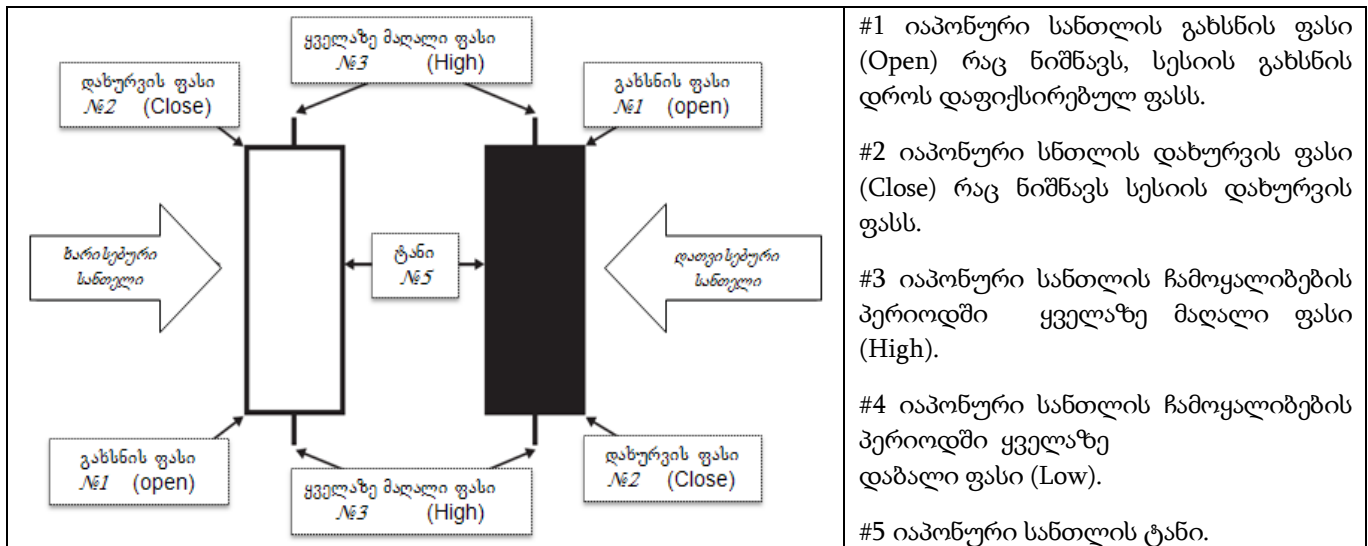 ყველაზე მაღალი ფასი
№3 (High)
დახურვის ფასი
№2 (Close)
გახსნის ფასი
№1 (open)
ხარისებური
სანთელი
ტანი
№5
დათვისებური
სანთელი
გახსნის ფასი
№1 (open)
ყველაზე მაღალი ფასი
№3 (High)
დახურვის ფასი
№2 (Close)
#1 იაპონური სანთლის გახსნის ფასი
(Open) რაც ნიშნავს, სესიის გახსნის
დროს დაფიქსირებულ ფასს.
#2 იაპონური სნთლის დახურვის ფასი
(Close) რაც ნიშნავს სესიის დახურვის
ფასს.
#3 იაპონური სანთლის ჩამოყალიბების
პერიოდში ყველაზე მაღალი ფასი
(High).
#4 იაპონური სანთლის ჩამოყალიბების
პერიოდში ყველაზე
დაბალი ფასი (Low).
#5 იაპონური სანთლის ტანი.